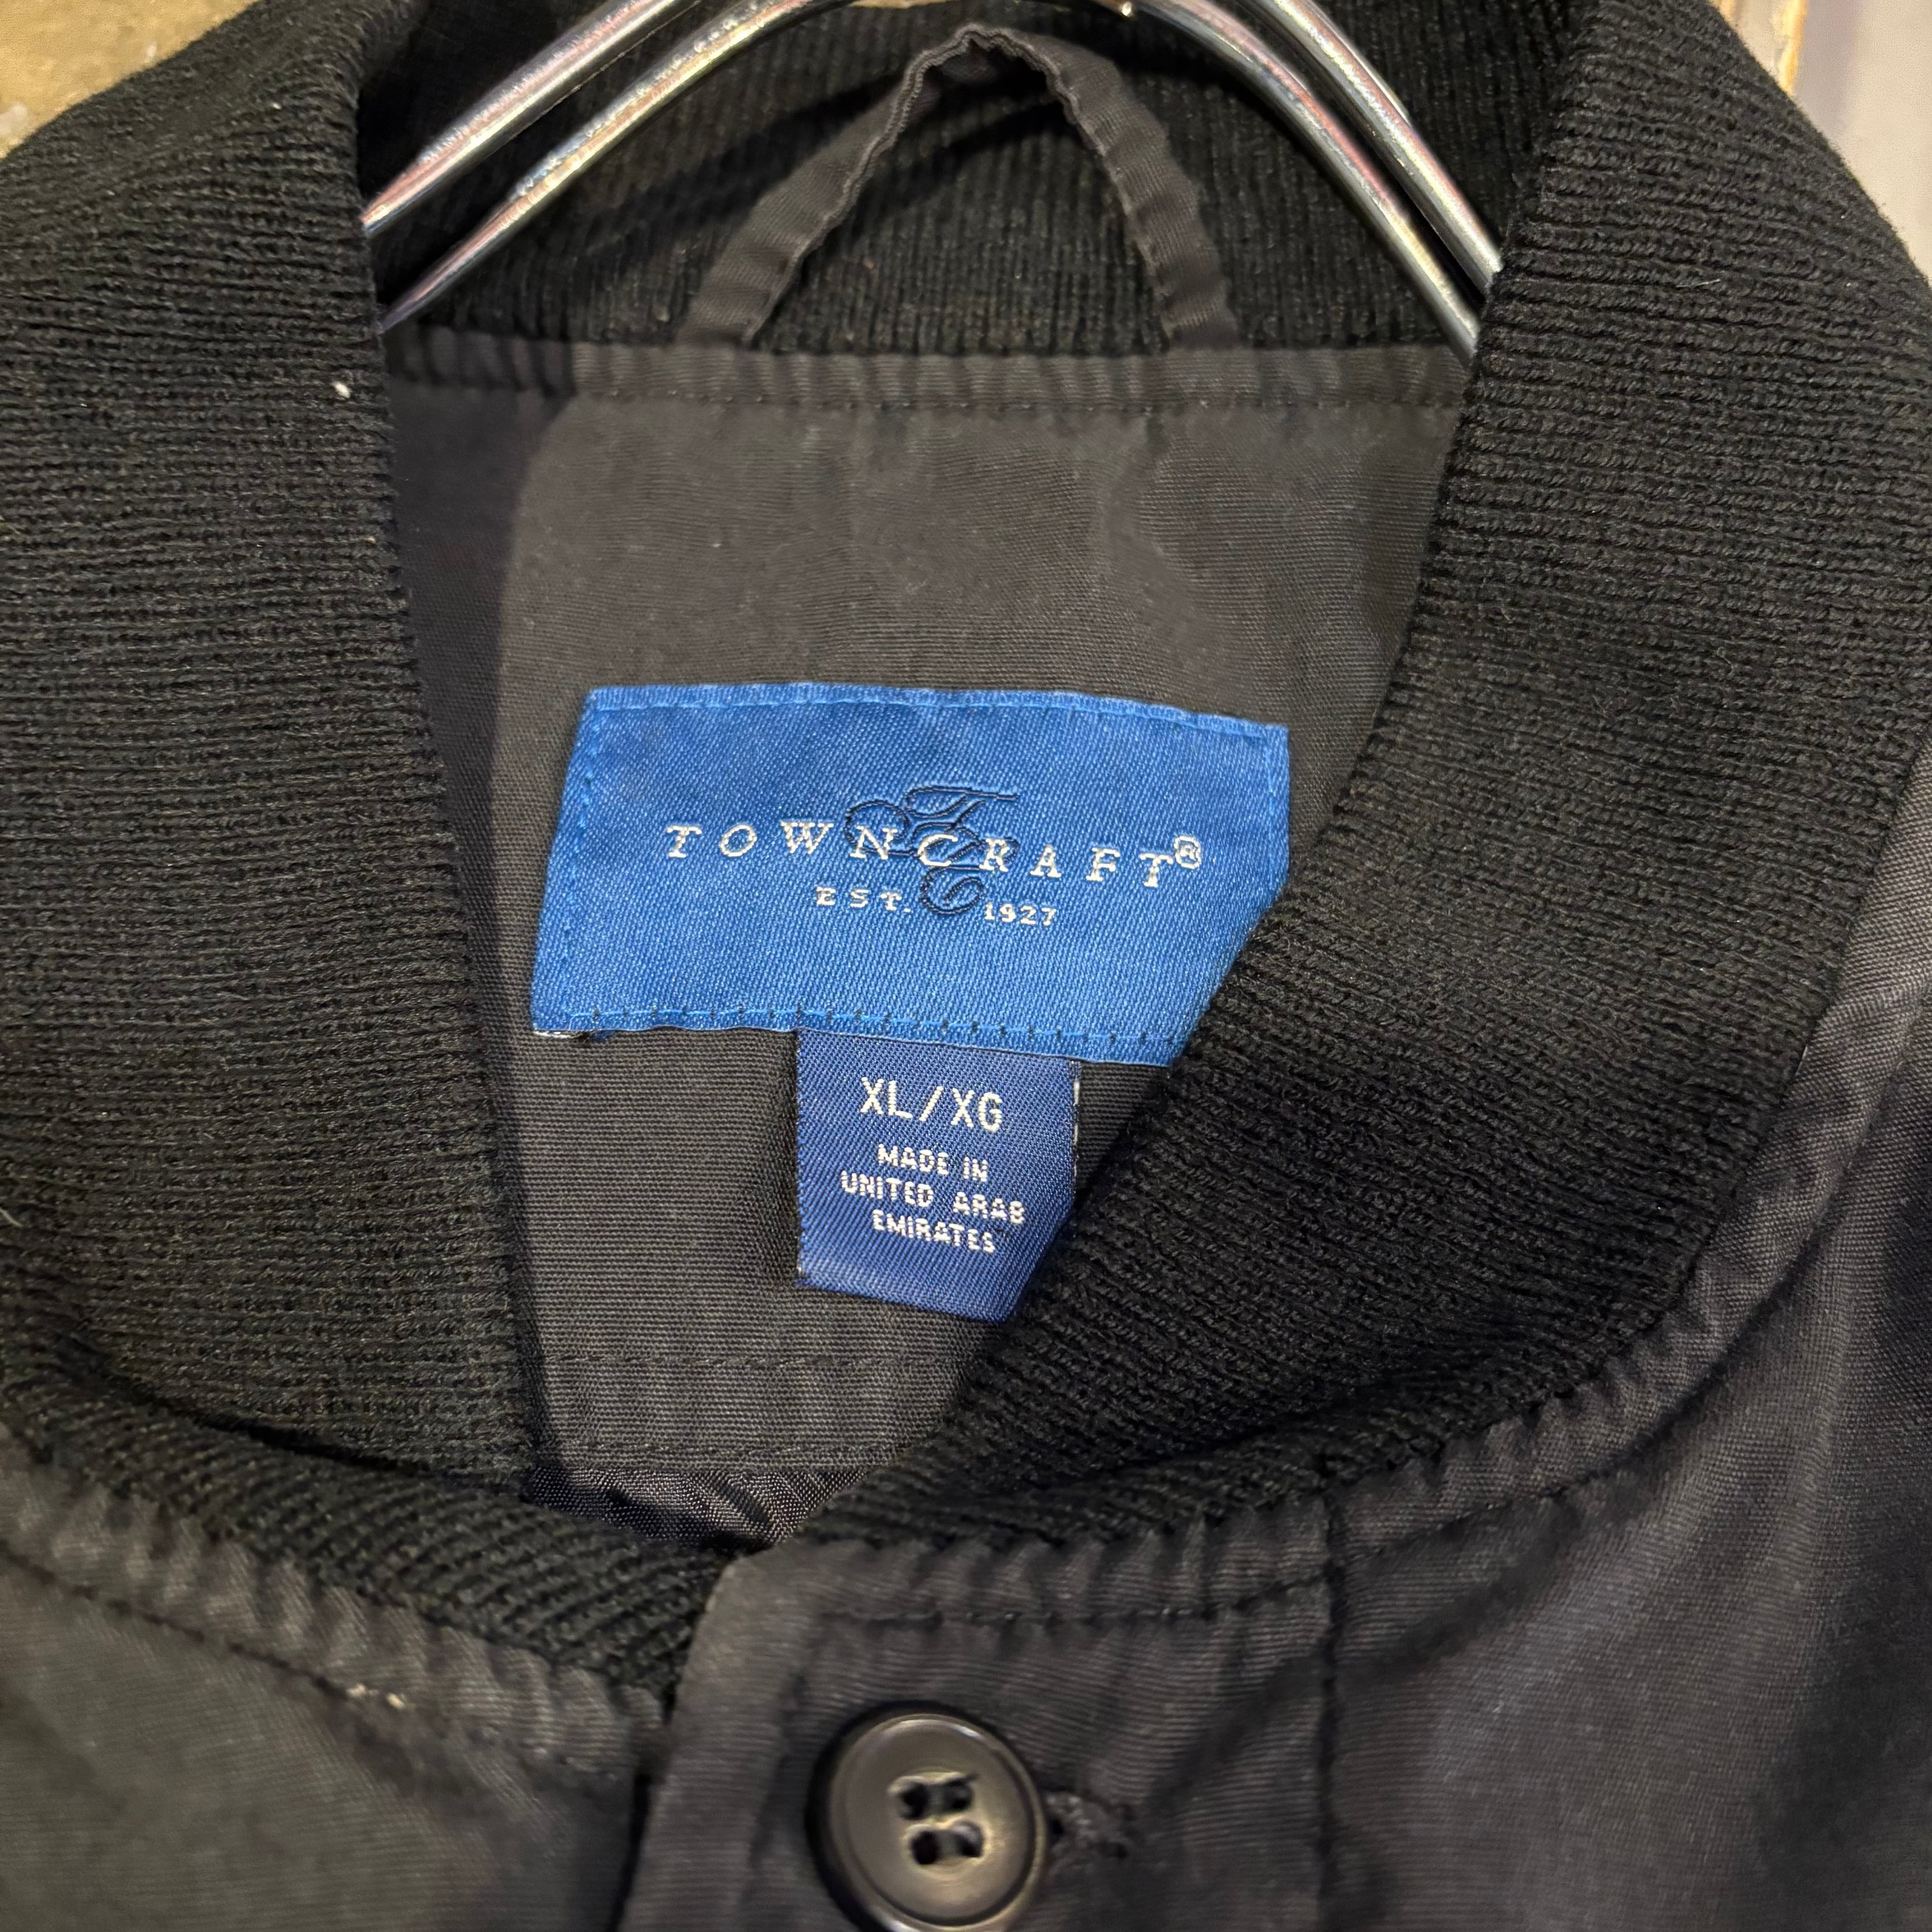 TOWNCRAFT®
EST. 1927
XL/XG
MADE IN
UNITED ARAB
EMIRATES